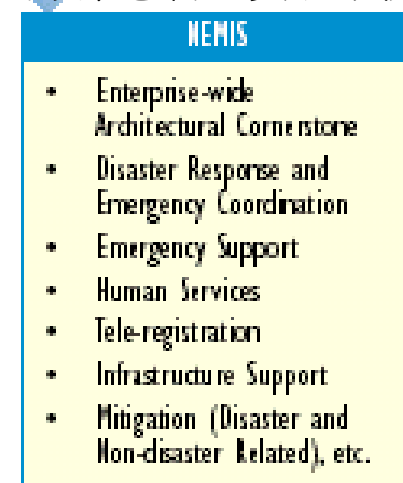 NEMIS
• Enterprise-wide
Architectural Cornerstone
• Disaster Response and
Emergency Coordination
• Emergency Support
• Human Services
• Tele-registration
• Infrastructure Support
• Mitigation (Disaster and
Non-disaster Related), etc.